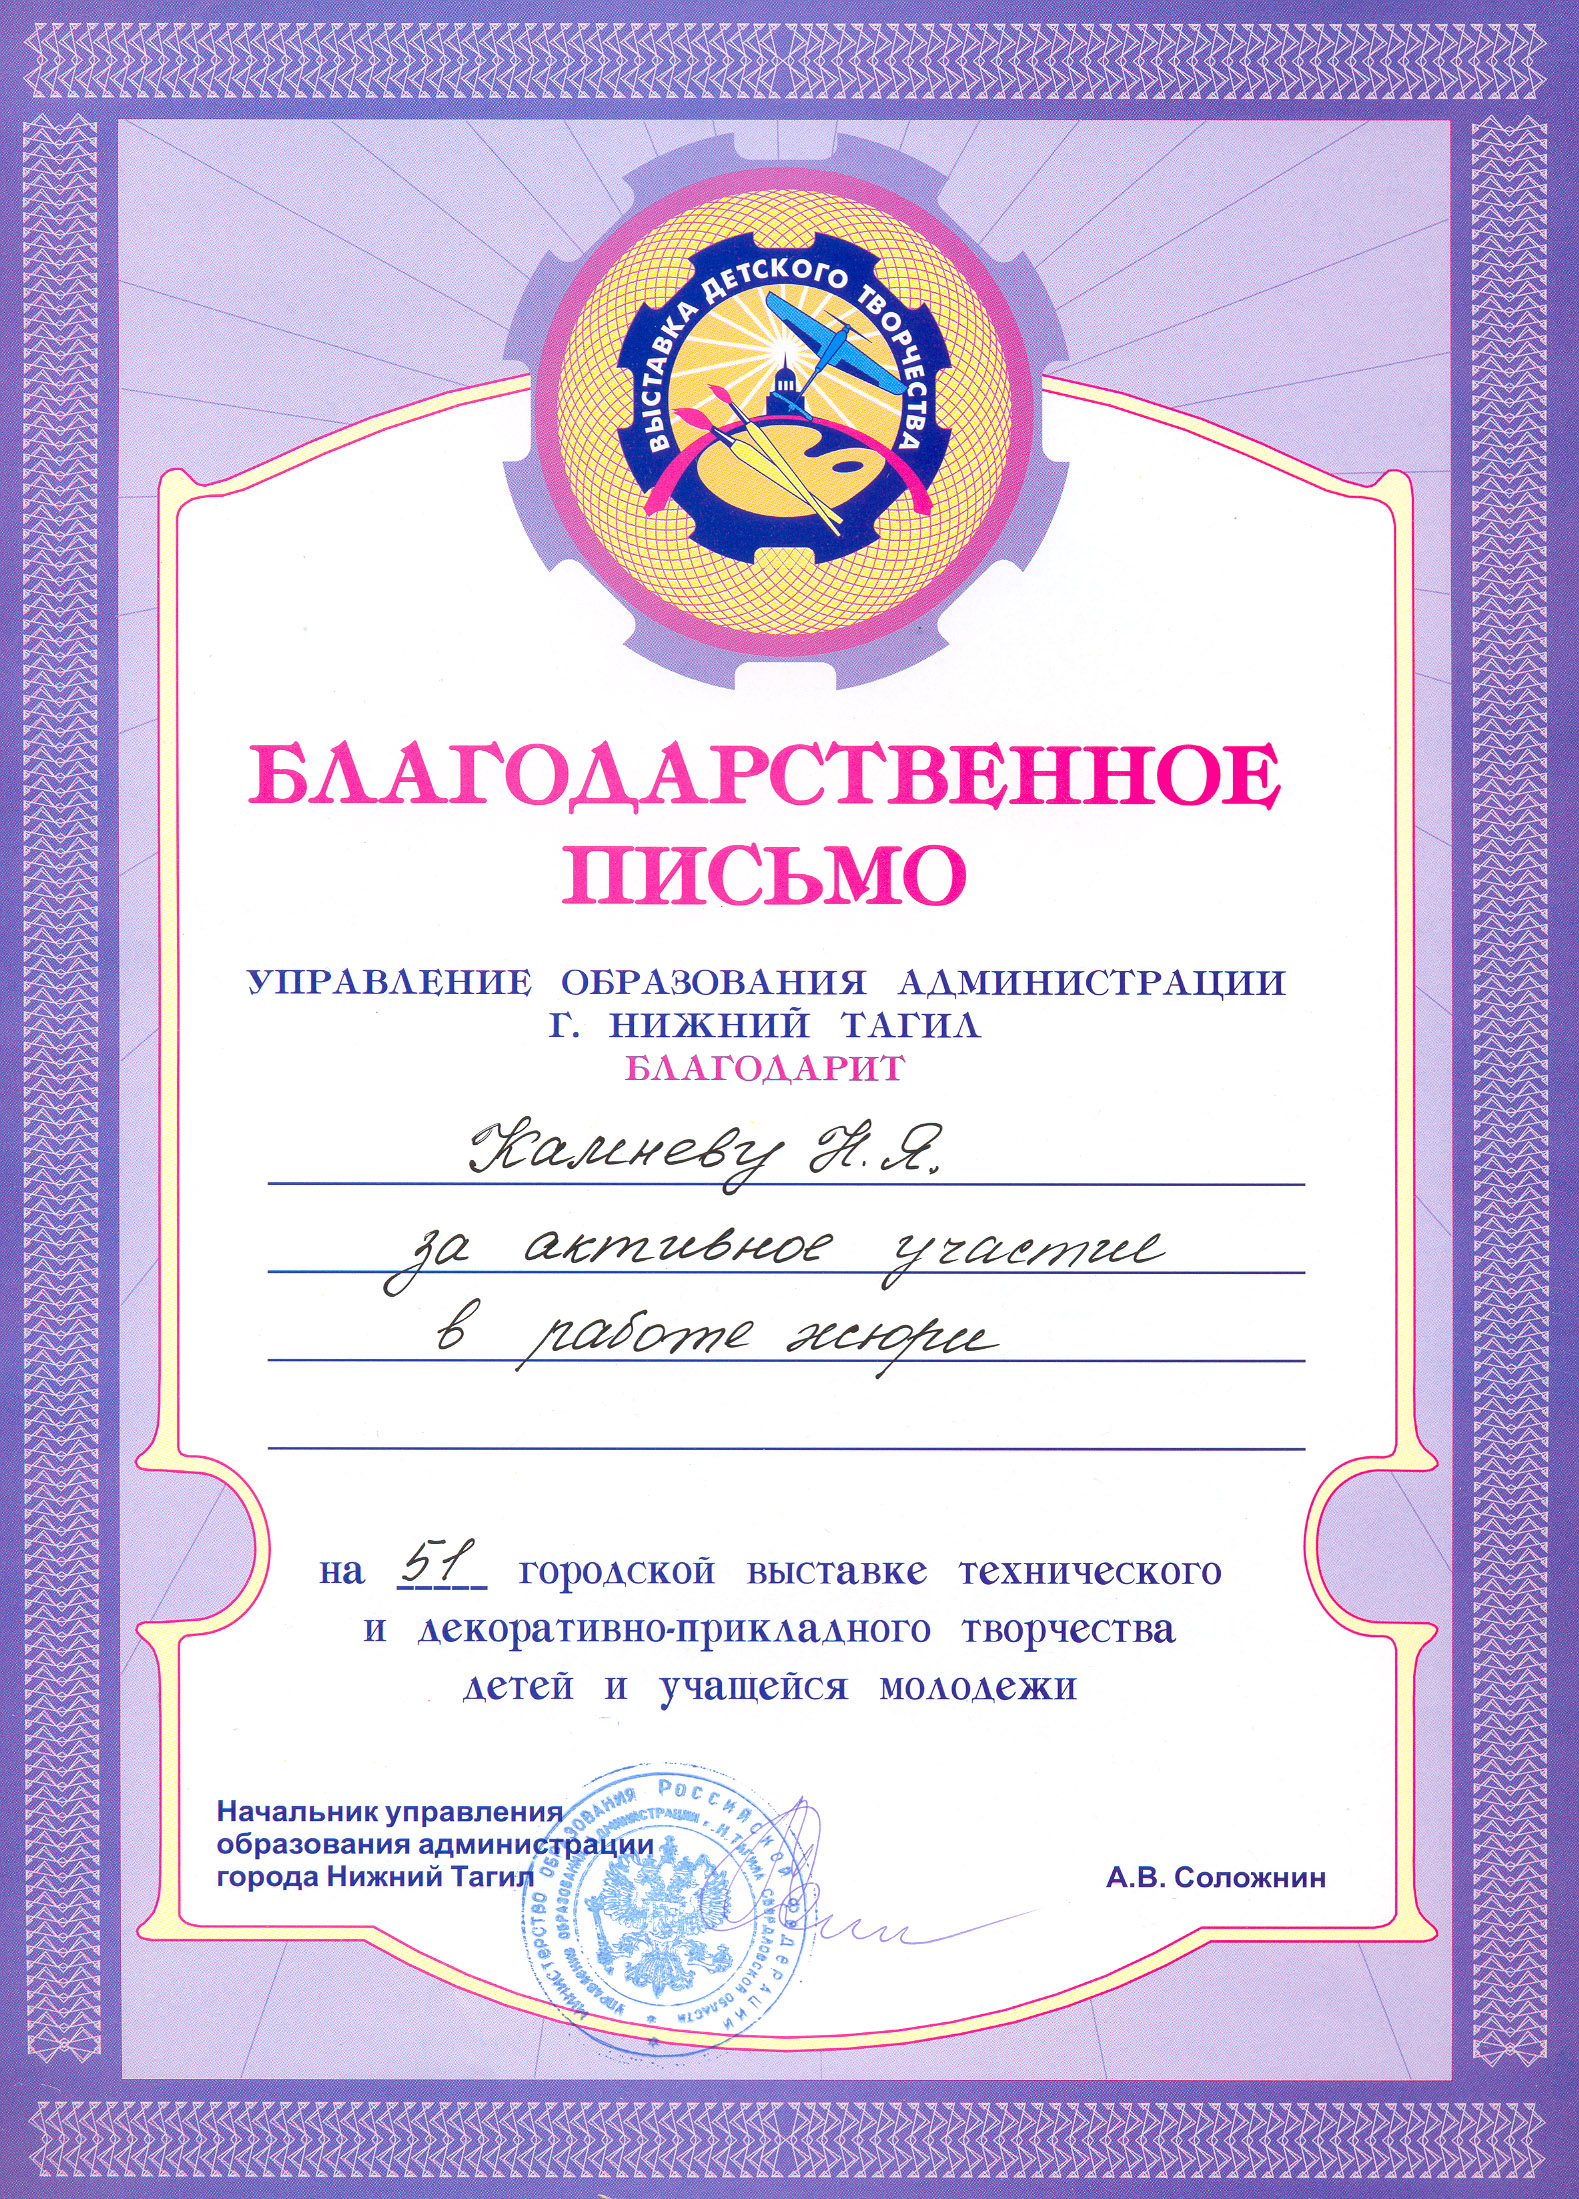 ВЫСТАВКА ДЕТСКОГО ТВОРЧЕСТВА
БЛАГОДАРСТВЕННОЕ
ПИСЬМО
УПРАВЛЕНИЕ ОБРАЗОВАНИЯ АДМИНИСТРАЦИИ
Г. НИЖНИЙ ТАГИЛ
БЛАГОДАРИТ
Камневу Н.Я.
за активное участие
в работе жюри
на 51 городской выставке технического
и декоративно-прикладного творчества
детей и учащейся молодежи
Начальник управления
образования администрации
города Нижний Тагил
А.В. Соложнин
МИНИСТЕРСТВО ОБРАЗОВАНИЯ РОССИЙСКОЙ ФЕДЕРАЦИИ
УПРАВЛЕНИЕ ОБРАЗОВАНИЯ АДМИНИСТРАЦИИ г. Н.ТАГИЛА СВЕРДЛОВСКОЙ ОБЛАСТИ